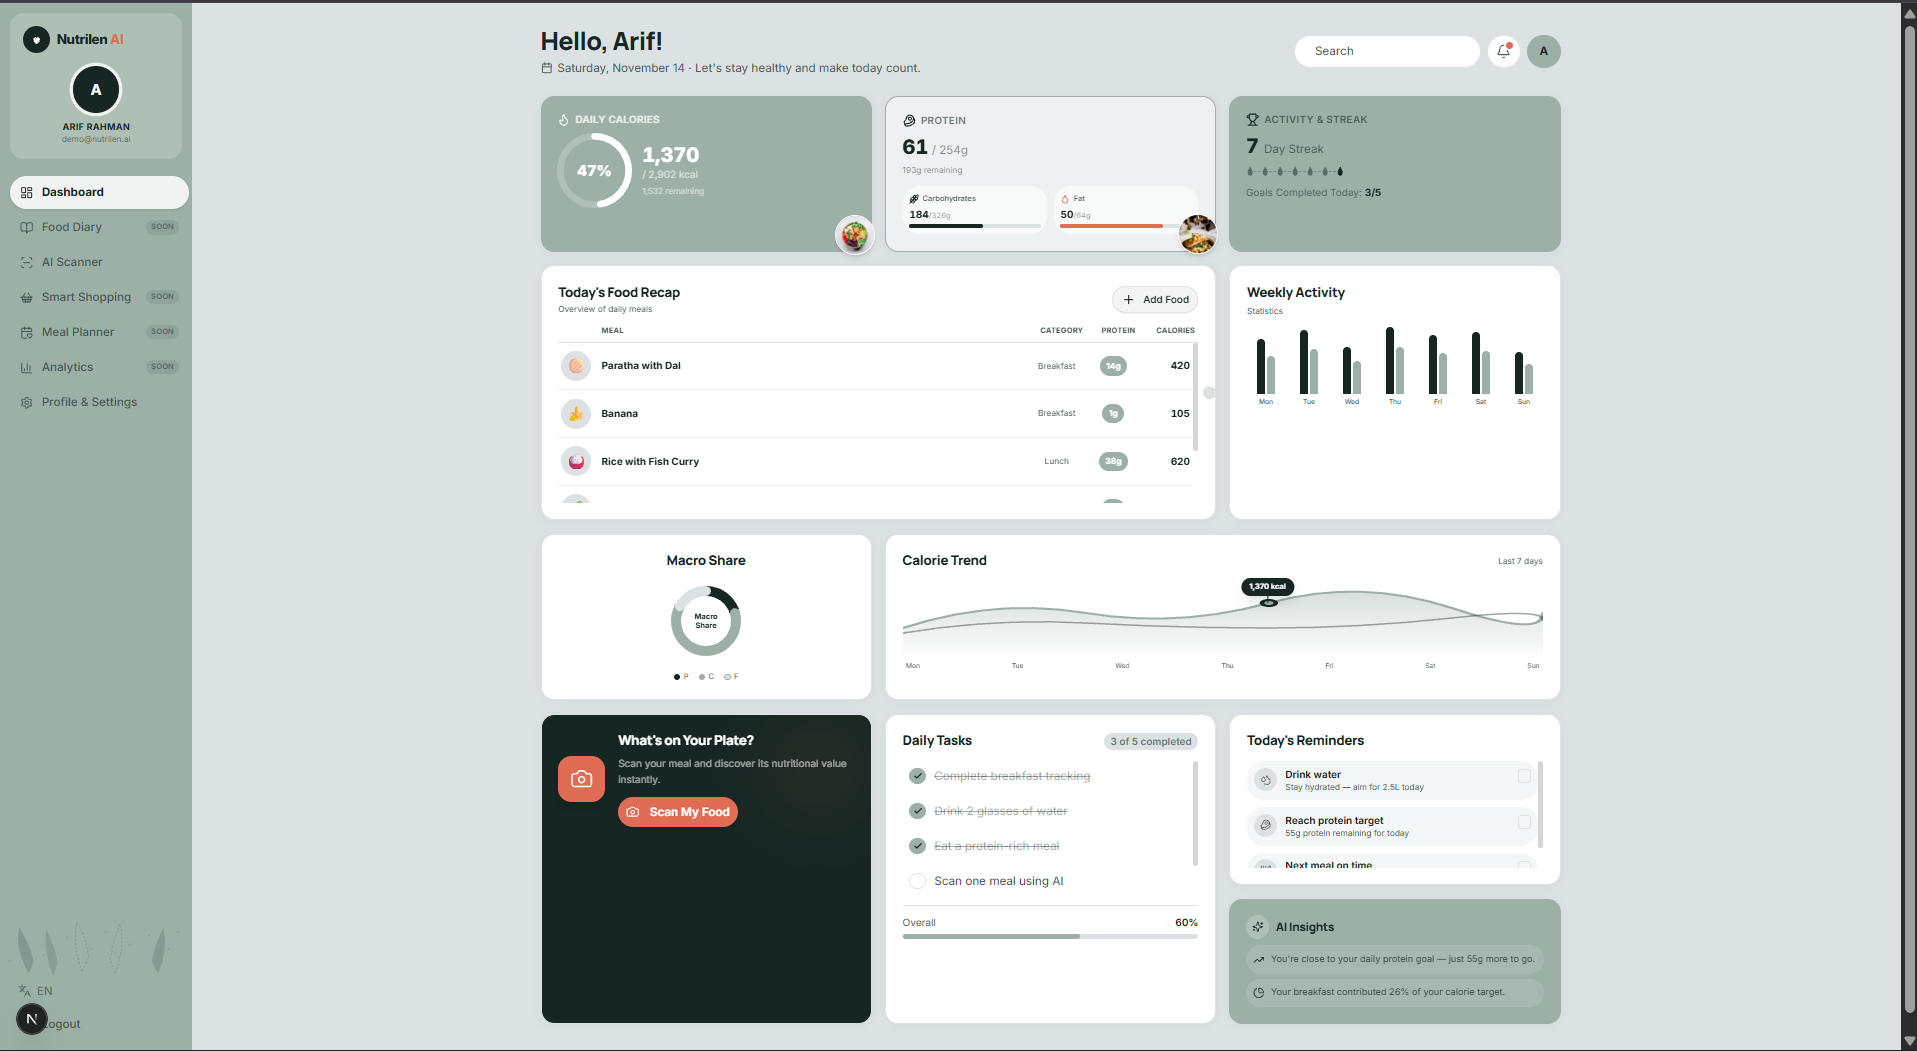 Nutrilen AI
A
ARIF RAHMAN
demo@nutrilen.ai
Dashboard
Food Diary SOON
AI Scanner
Smart Shopping SOON
Meal Planner SOON
Analytics SOON
Profile & Settings
EN
N
ogout
Hello, Arif!
Saturday, November 14 · Let's stay healthy and make today count.
Search
A
DAILY CALORIES
47%
1,370
/ 2,902 kcal
1,532 remaining
PROTEIN
61 / 254g
193g remaining
Carbohydrates
184/326g
Fat
50/64g
ACTIVITY & STREAK
7 Day Streak
Goals Completed Today: 3/5
Today's Food Recap
Overview of daily meals
Add Food
MEAL CATEGORY PROTEIN CALORIES
Paratha with Dal Breakfast 14g 420
Banana Breakfast 1g 105
Rice with Fish Curry Lunch 38g 620
Weekly Activity
Statistics
Mon Tue Wed Thu Fri Sat Sun
Macro Share
Macro
Share
P C F
Calorie Trend
Last 7 days
1,370 kcal
Mon Tue Wed Thu Fri Sat Sun
What's on Your Plate?
Scan your meal and discover its nutritional value
instantly.
Scan My Food
Daily Tasks
3 of 5 completed
Complete breakfast tracking
Drink 2 glasses of water
Eat a protein-rich meal
Scan one meal using AI
Overall 60%
Today's Reminders
Drink water
Stay hydrated — aim for 2.5L today
Reach protein target
55g protein remaining for today
Next meal on time
AI Insights
You're close to your daily protein goal — just 55g more to go.
Your breakfast contributed 26% of your calorie target.